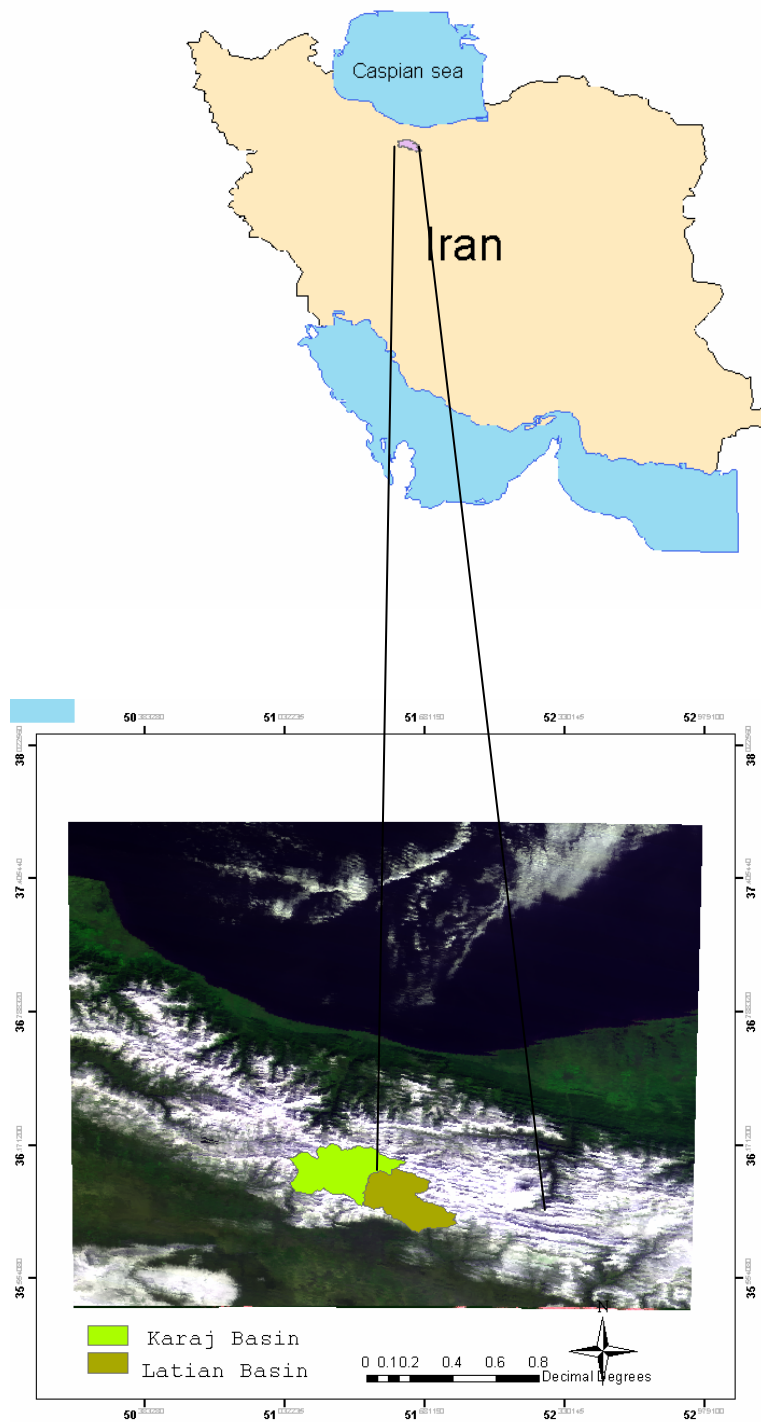 Caspian sea
Iran
50 51 51 52 52
38 38
37 37
36 36
36 36
35 35
N
Karaj Basin
Latian Basin
0 0.1 0.2 0.4 0.6 0.8
Decimal Degrees
50 51 51 52 52